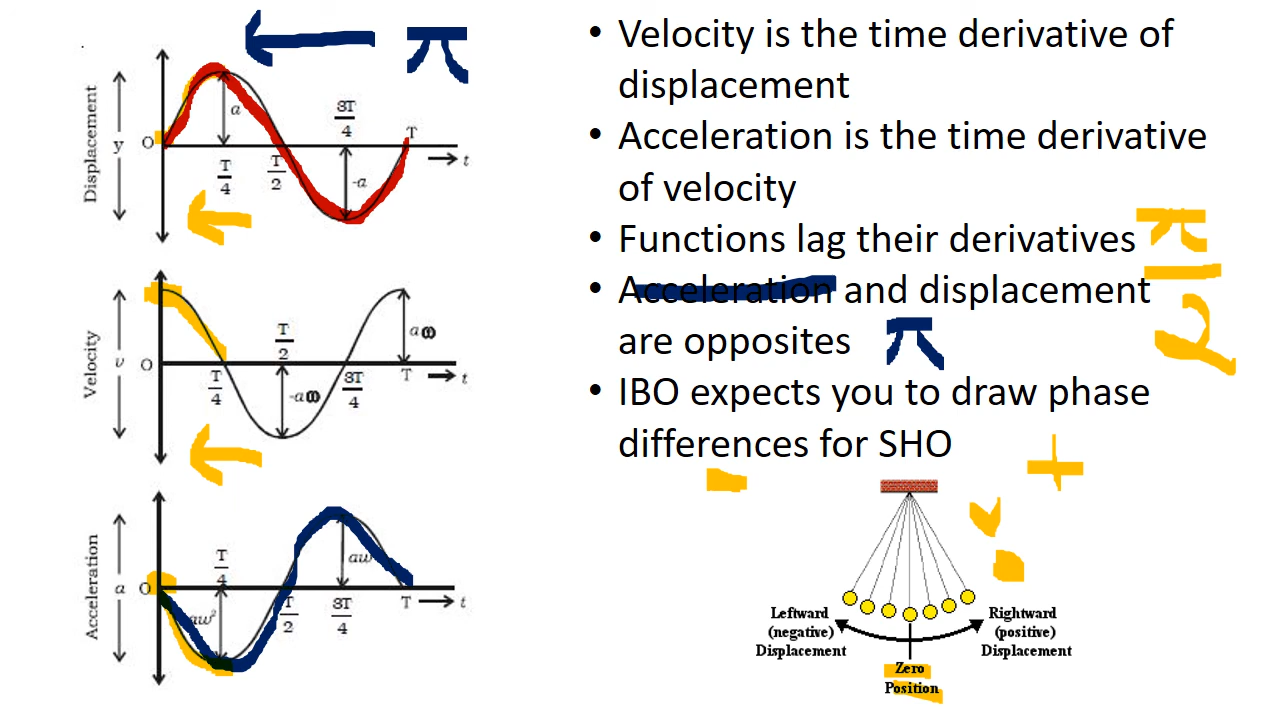 π
Displacement
y
O
a
T/4
T/2
3T/4
-a
T
t
Velocity
v
O
T/4
T/2
-aω
3T/4
aω
T
t
Acceleration
a
O
T/4
aw²
T/2
3T/4
aw
T
t
• Velocity is the time derivative of
displacement
• Acceleration is the time derivative
of velocity
• Functions lag their derivatives π/2
• Acceleration and displacement
are opposites π
• IBO expects you to draw phase
differences for SHO
- +
v
Leftward
(negative)
Displacement
Rightward
(positive)
Displacement
Zero
Position